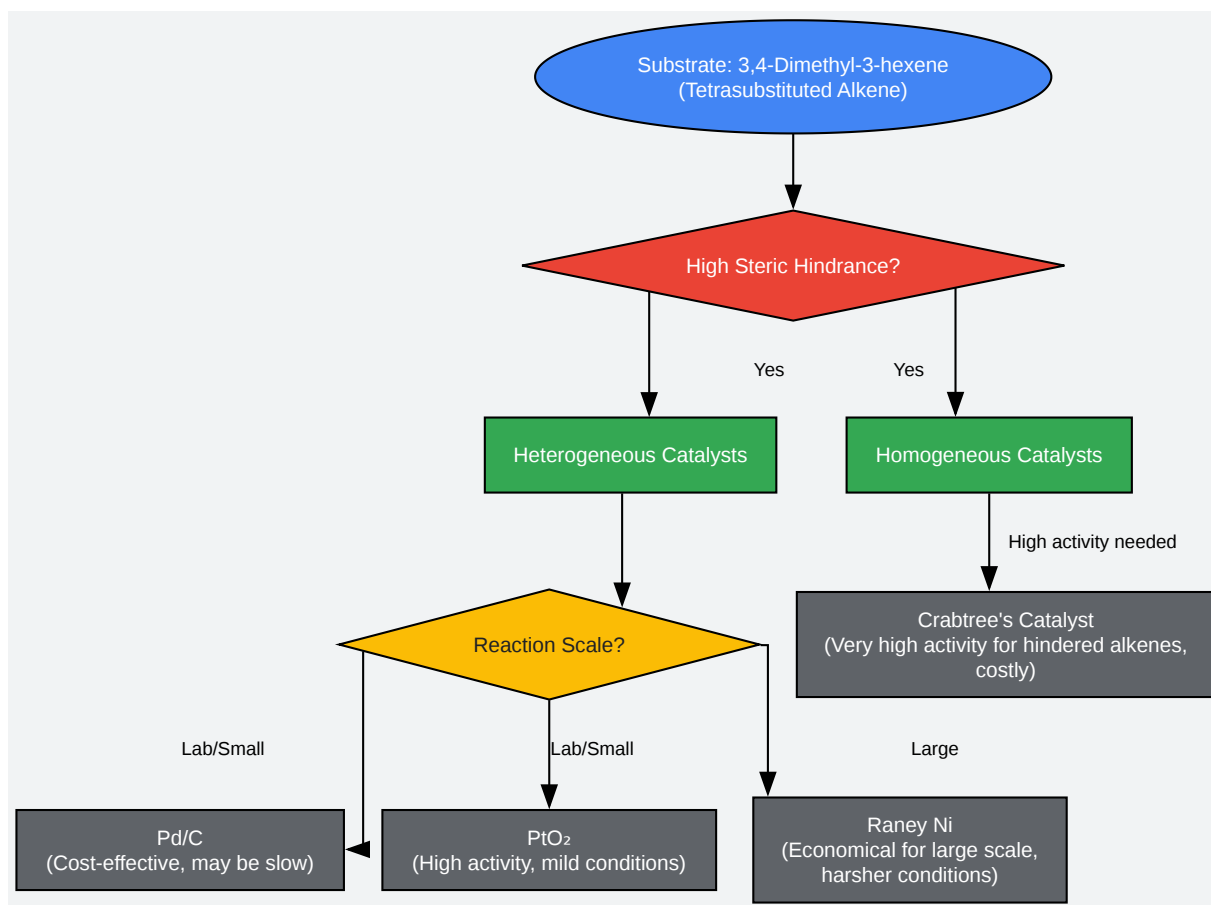 Substrate: 3,4-Dimethyl-3-hexene
(Tetrasubstituted Alkene)
High Steric Hindrance?
Yes
Yes
Heterogeneous Catalysts
Homogeneous Catalysts
High activity needed
Crabtree's Catalyst
(Very high activity for hindered alkenes,
costly)
Reaction Scale?
Lab/Small
Lab/Small
Large
Pd/C
(Cost-effective, may be slow)
PtO₂
(High activity, mild conditions)
Raney Ni
(Economical for large scale,
harsher conditions)